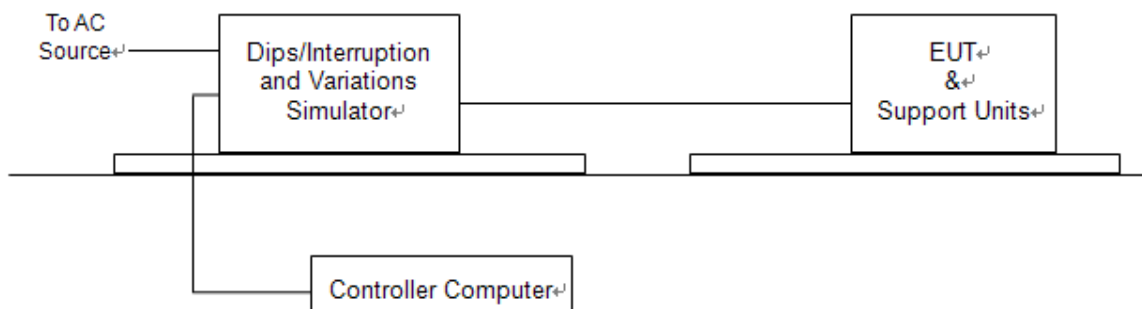 To AC
Source↵
Dips/Interruption
and Variations
Simulator↵
EUT↵
&↵
Support Units↵
Controller Computer↵